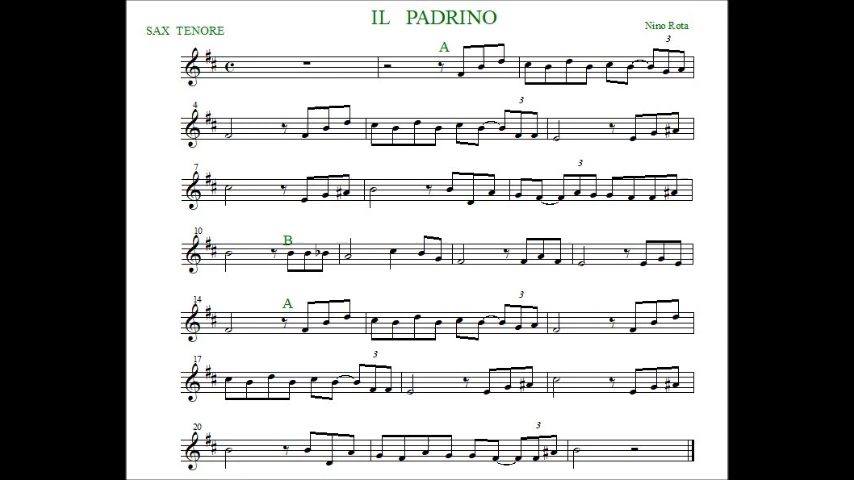 IL PADRINO
SAX TENORE
Nino Rota
A
3
4
3
7
3
10
B
14
A
3
17
3
20
3